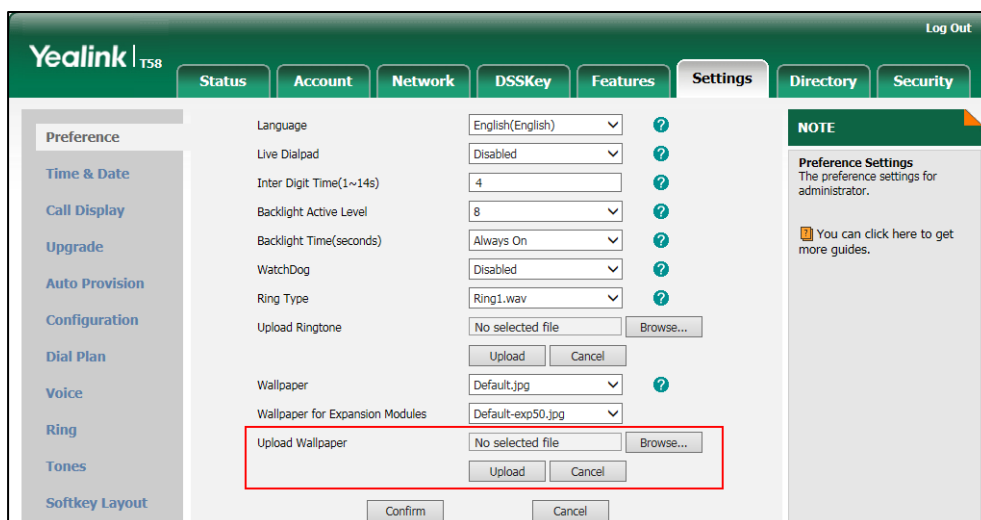 Log Out
Yealink T58
Status Account Network DSSKey Features Settings Directory Security
Preference
Time & Date
Call Display
Upgrade
Auto Provision
Configuration
Dial Plan
Voice
Ring
Tones
Softkey Layout
Language English(English) ?
Live Dialpad Disabled ?
Inter Digit Time(1~14s) 4 ?
Backlight Active Level 8 ?
Backlight Time(seconds) Always On ?
WatchDog Disabled ?
Ring Type Ring1.wav ?
Upload Ringtone No selected file Browse...
Upload Cancel
Wallpaper Default.jpg ?
Wallpaper for Expansion Modules Default-exp50.jpg
Upload Wallpaper No selected file Browse...
Upload Cancel
Confirm Cancel
NOTE
Preference Settings
The preference settings for
administrator.
? You can click here to get
more guides.